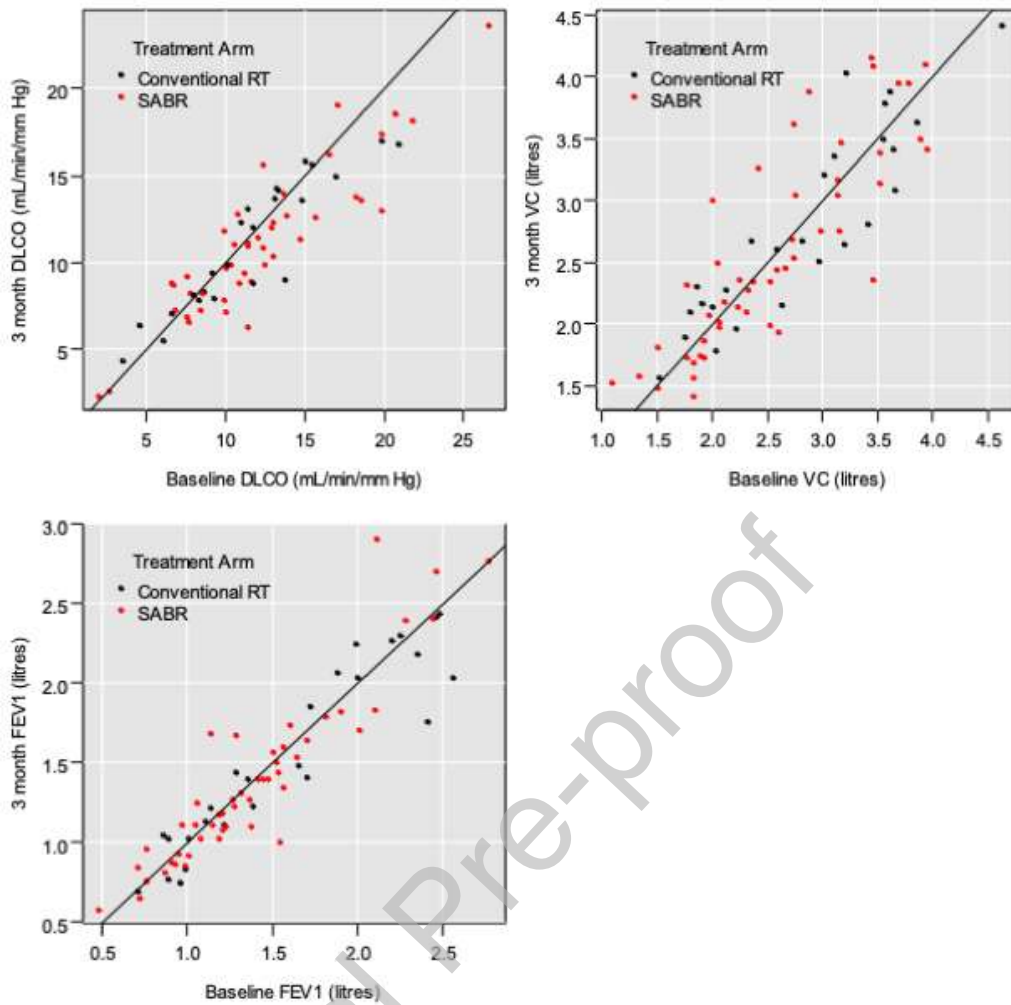 Treatment Arm
Conventional RT
SABR
3 month DLCO (mL/min/mm Hg)
20
15
10
5
5 10 15 20 25
Baseline DLCO (mL/min/mm Hg)
Treatment Arm
Conventional RT
SABR
3 month VC (litres)
4.5
4.0
3.5
3.0
2.5
2.0
1.5
1.0 1.5 2.0 2.5 3.0 3.5 4.0 4.5
Baseline VC (litres)
Treatment Arm
Conventional RT
SABR
3 month FEV1 (litres)
3.0
2.5
2.0
1.5
1.0
0.5
0.5 1.0 1.5 2.0 2.5
Baseline FEV1 (litres)
Pre-proof